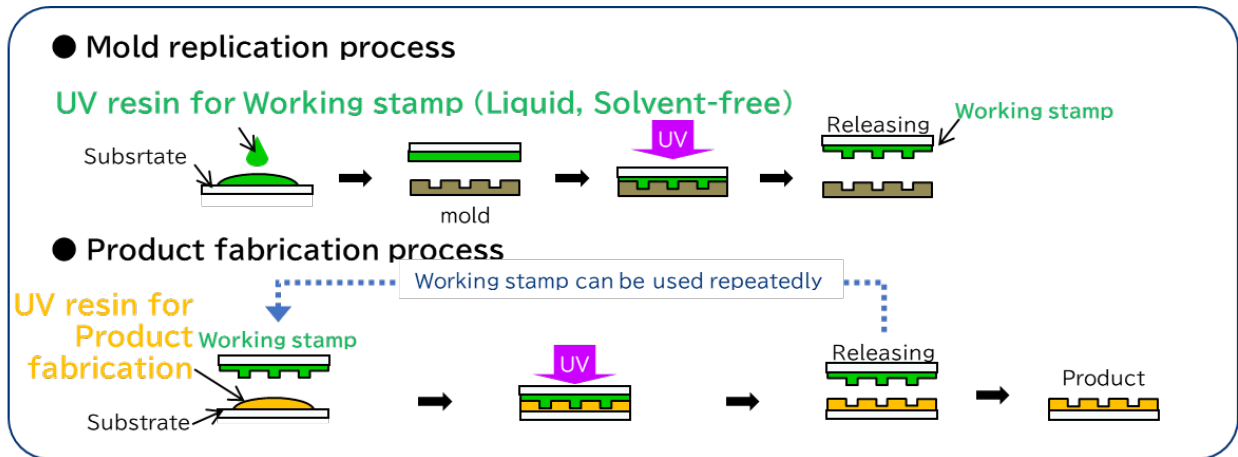 ● Mold replication process
UV resin for Working stamp (Liquid, Solvent-free)
Subsrtate
mold
UV
Releasing
Working stamp
● Product fabrication process
Working stamp can be used repeatedly
UV resin for
Product
fabrication
Working stamp
Substrate
UV
Releasing
Product